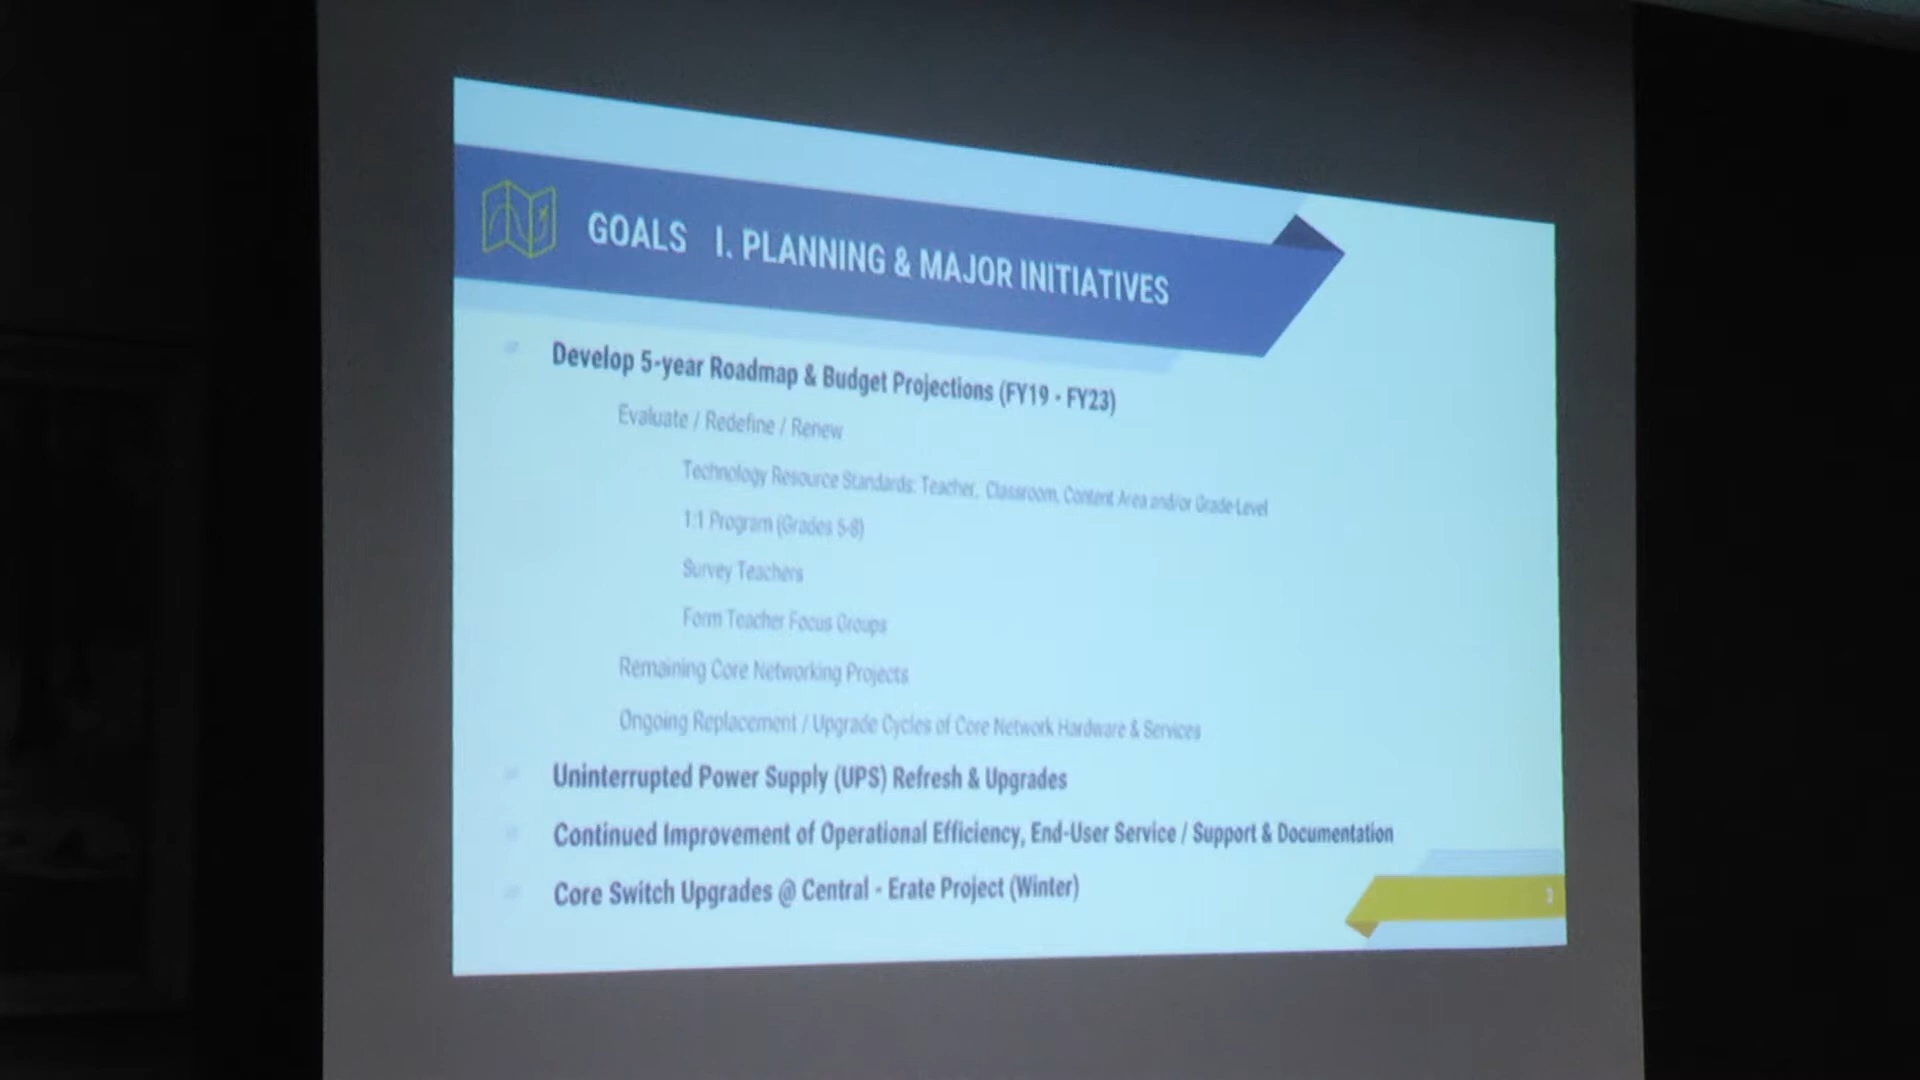 GOALS I. PLANNING & MAJOR INITIATIVES
Develop 5-year Roadmap & Budget Projections (FY19 - FY23)
Evaluate / Redefine / Renew
Technology Resource Standards: Teacher, Classroom, Content Area and/or Grade-Level
1:1 Program (Grades 5-8)
Survey Teachers
Form Teacher Focus Groups
Remaining Core Networking Projects
Ongoing Replacement / Upgrade Cycles of Core Network Hardware & Services
Uninterrupted Power Supply (UPS) Refresh & Upgrades
Continued Improvement of Operational Efficiency, End-User Service / Support & Documentation
Core Switch Upgrades @ Central - Erate Project (Winter)